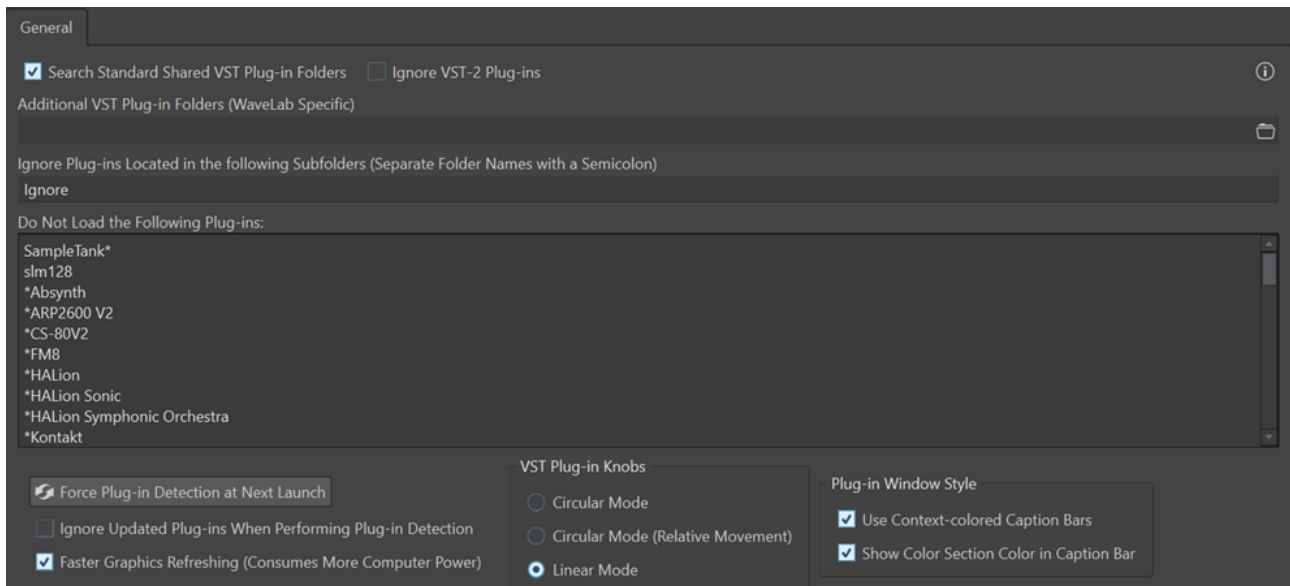 General
Search Standard Shared VST Plug-in Folders
Ignore VST-2 Plug-ins
Additional VST Plug-in Folders (WaveLab Specific)
Ignore Plug-ins Located in the following Subfolders (Separate Folder Names with a Semicolon)
Ignore
Do Not Load the Following Plug-ins:
SampleTank*
slm128
*Absynth
*ARP2600 V2
*CS-80V2
*FM8
*HALion
*HALion Sonic
*HALion Symphonic Orchestra
*Kontakt
Force Plug-in Detection at Next Launch
Ignore Updated Plug-ins When Performing Plug-in Detection
Faster Graphics Refreshing (Consumes More Computer Power)
VST Plug-in Knobs
Circular Mode
Circular Mode (Relative Movement)
Linear Mode
Plug-in Window Style
Use Context-colored Caption Bars
Show Color Section Color in Caption Bar